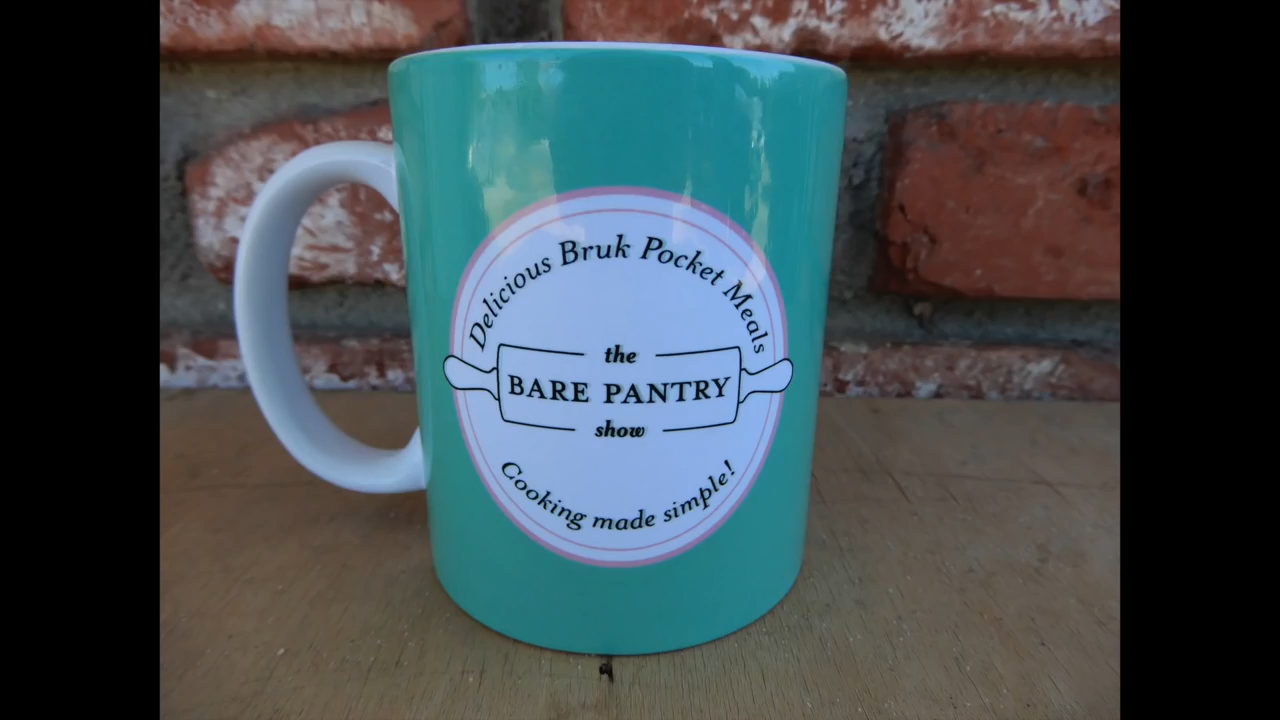 Delicious Bruk Pocket Meals
the
BARE PANTRY
show
Cooking made simple!